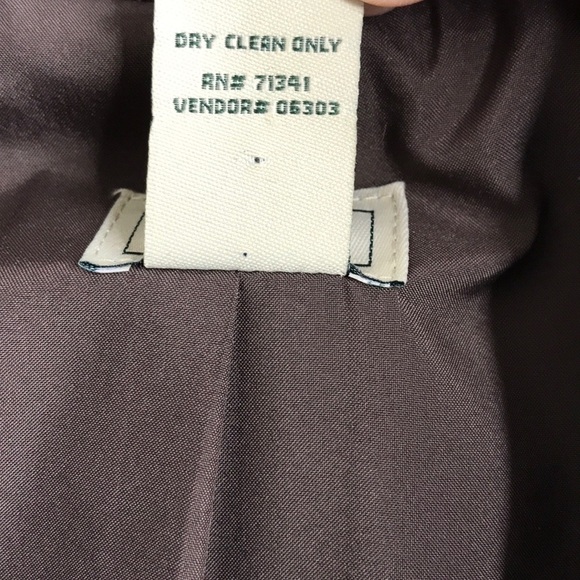 DRY CLEAN ONLY
RN# 71341
VENDOR# 06303